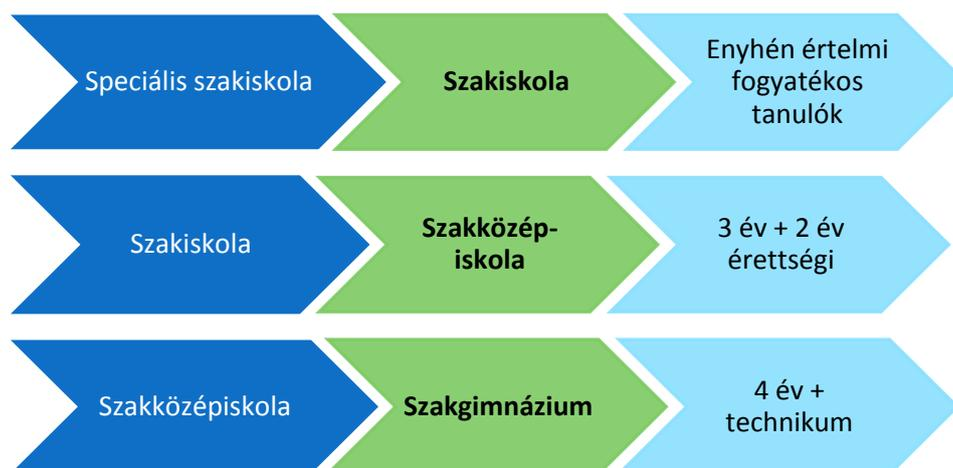 Speciális szakiskola
Szakiskola
Enyhén értelmi
fogyatékos
tanulók
Szakiskola
Szakközép-
iskola
3 év + 2 év
érettségi
Szakközépiskola
Szakgimnázium
4 év +
technikum